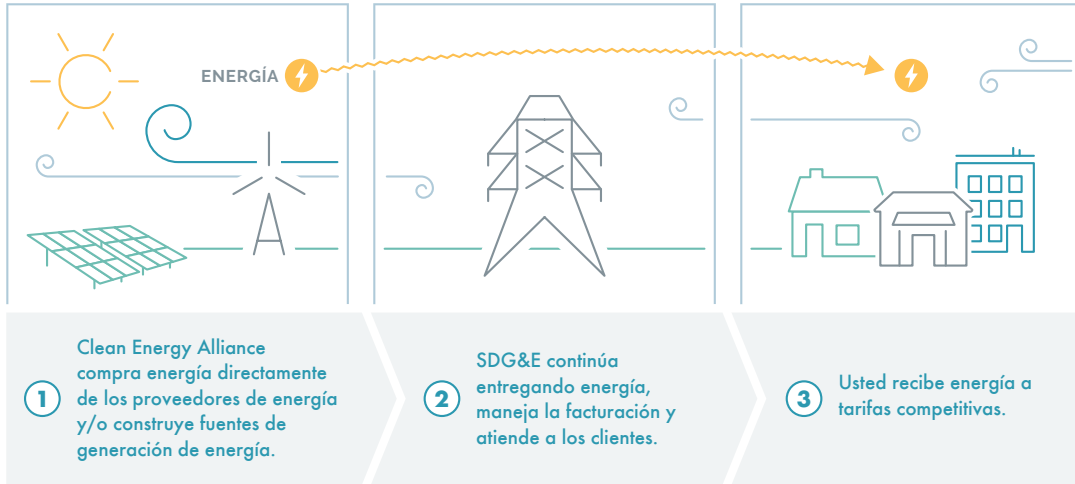 ENERGÍA
1
Clean Energy Alliance
compra energía directamente
de los proveedores de energía
y/o construye fuentes de
generación de energía.
2
SDG&E continúa
entregando energía,
maneja la facturación y
atiende a los clientes.
3
Usted recibe energía a
tarifas competitivas.